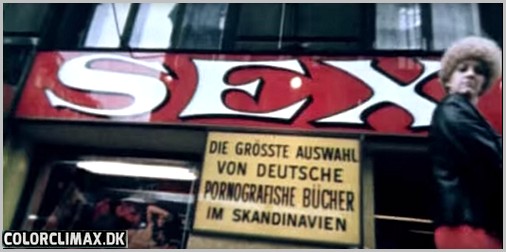 SEX
DIE GRÖSSTE AUSWAHL
VON DEUTSCHE
PORNOGRAFISHE BÜCHER
IM SKANDINAVIEN
COLORCLIMAX.DK